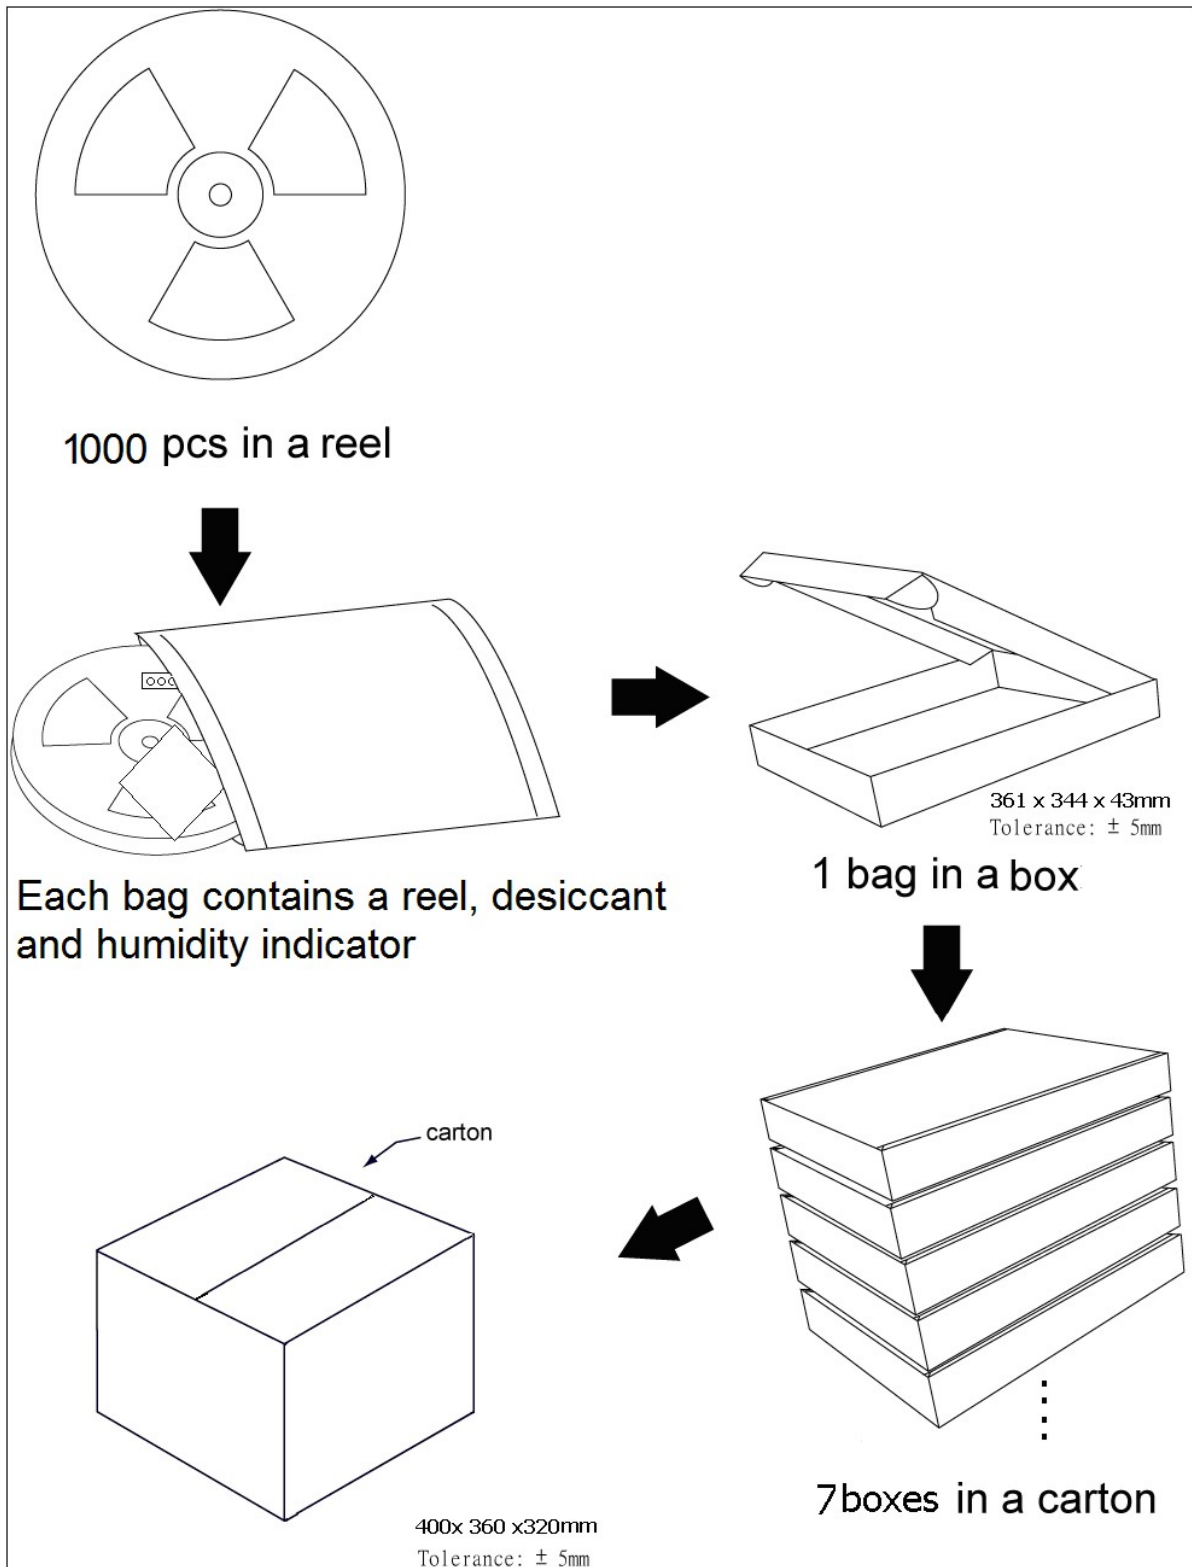 1000 pcs in a reel
Each bag contains a reel, desiccant
and humidity indicator
361 x 344 x 43mm
Tolerance: ± 5mm
1 bag in a box
7boxes in a carton
carton
400x 360 x320mm
Tolerance: ± 5mm